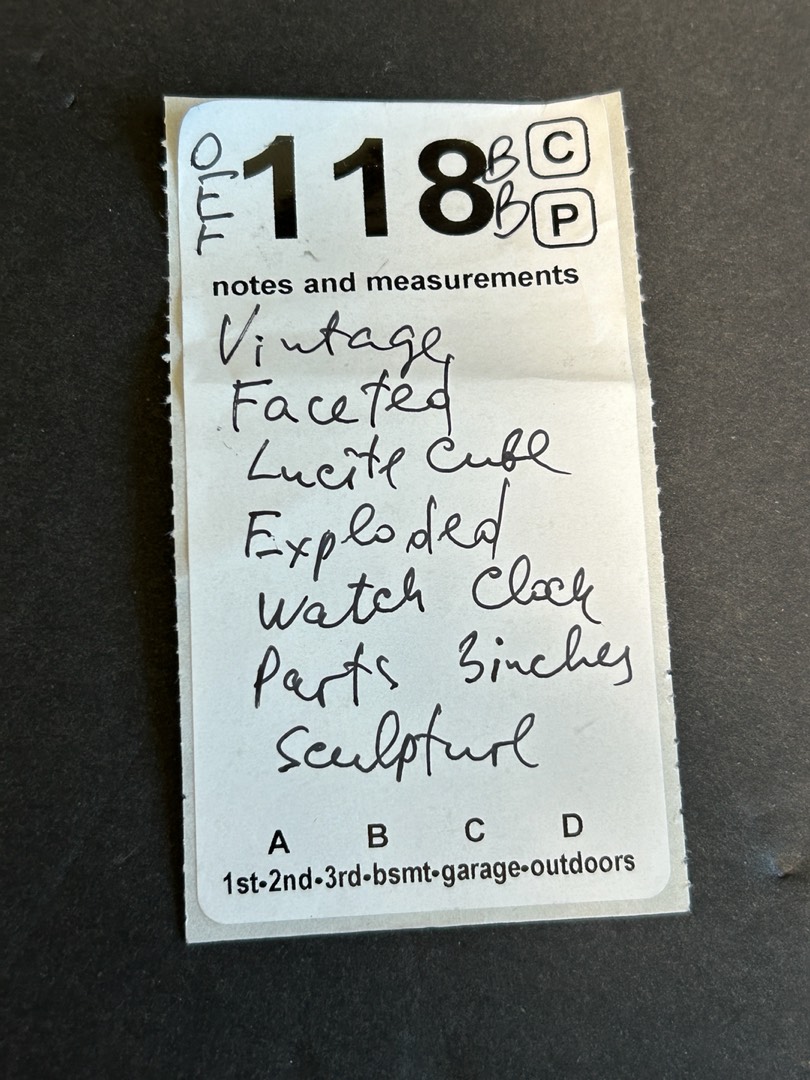 OFF 118 B C
B P
notes and measurements
Vintage
Faceted
Lucite Cube
Exploded
Watch Clock
Parts 3inches
Sculpture
A B C D
1st•2nd•3rd•bsmt•garage•outdoors